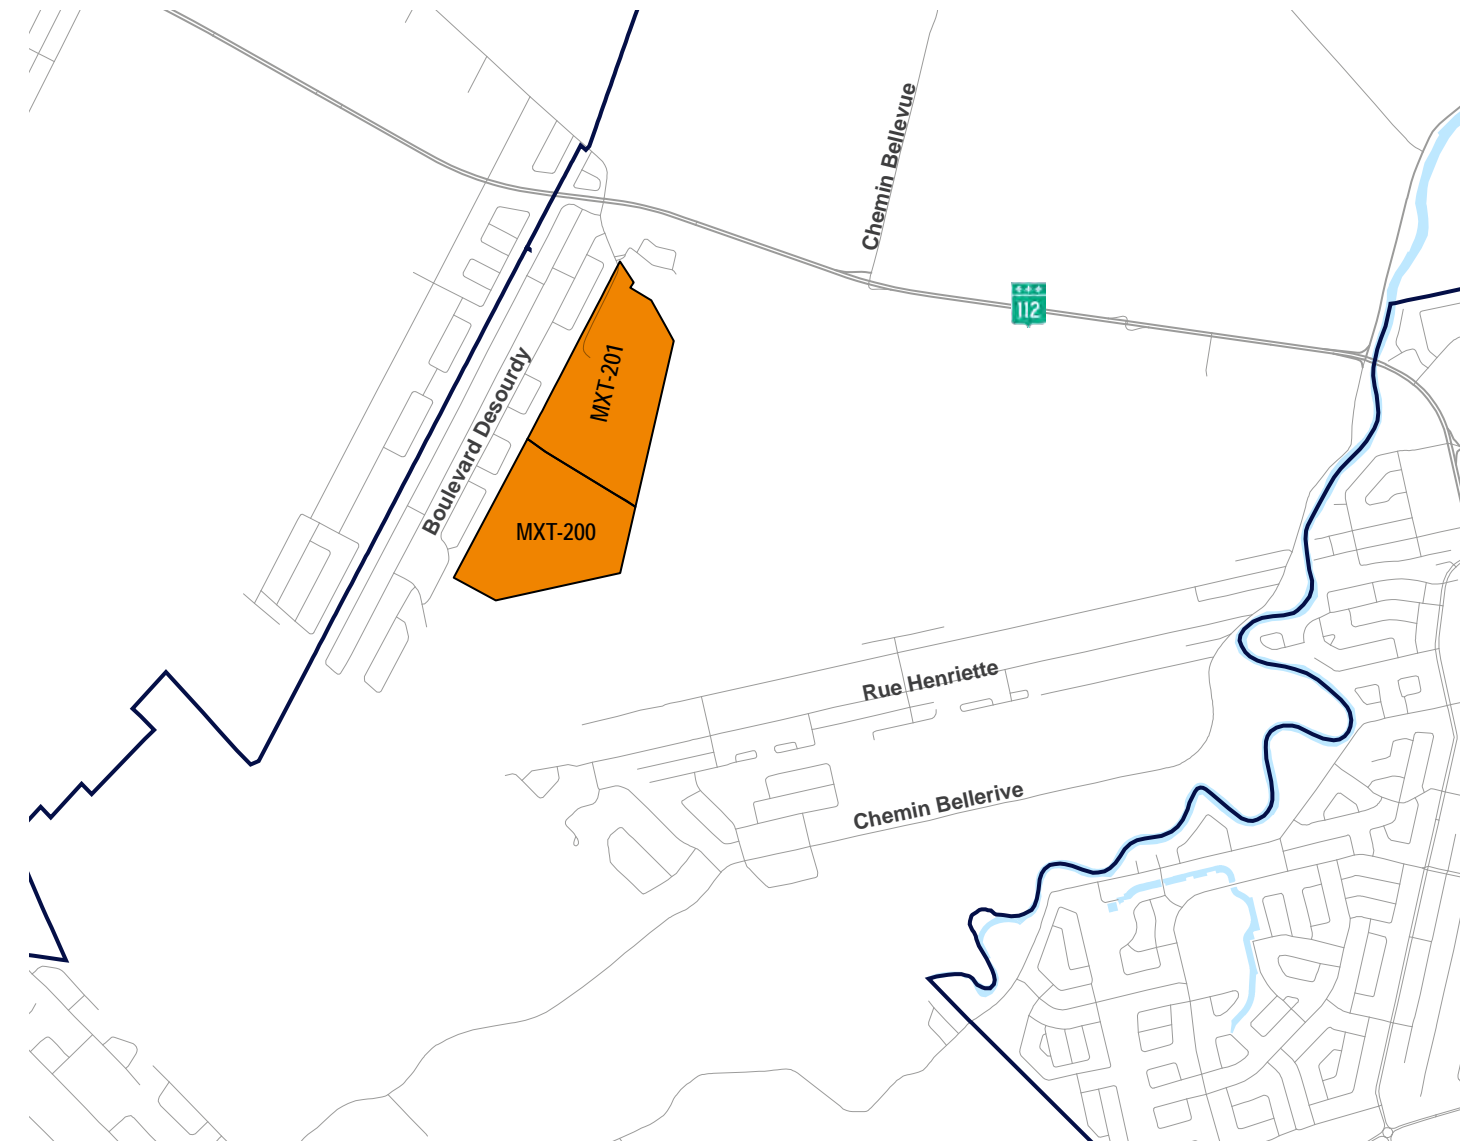 Chemin Bellevue
112
Boulevard Desourdy
MXT-201
MXT-200
Rue Henriette
Chemin Bellerive